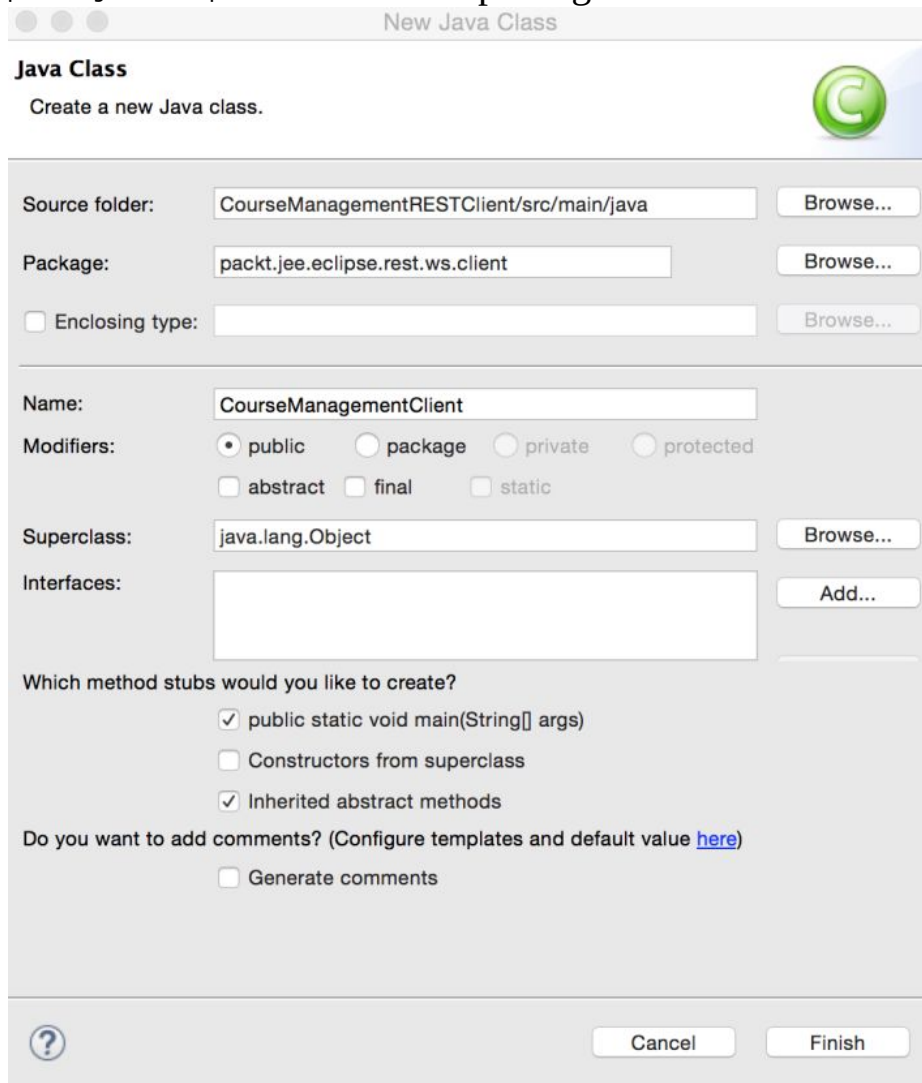 New Java Class
Java Class
Create a new Java class.
C
Source folder: CourseManagementRESTClient/src/main/java Browse...
Package: packt.jee.eclipse.rest.ws.client Browse...
Enclosing type: Browse...
Name: CourseManagementClient
Modifiers: public package private protected
abstract final static
Superclass: java.lang.Object Browse...
Interfaces: Add...
Which method stubs would you like to create?
public static void main(String[] args)
Constructors from superclass
Inherited abstract methods
Do you want to add comments? (Configure templates and default value here)
Generate comments
? Cancel Finish